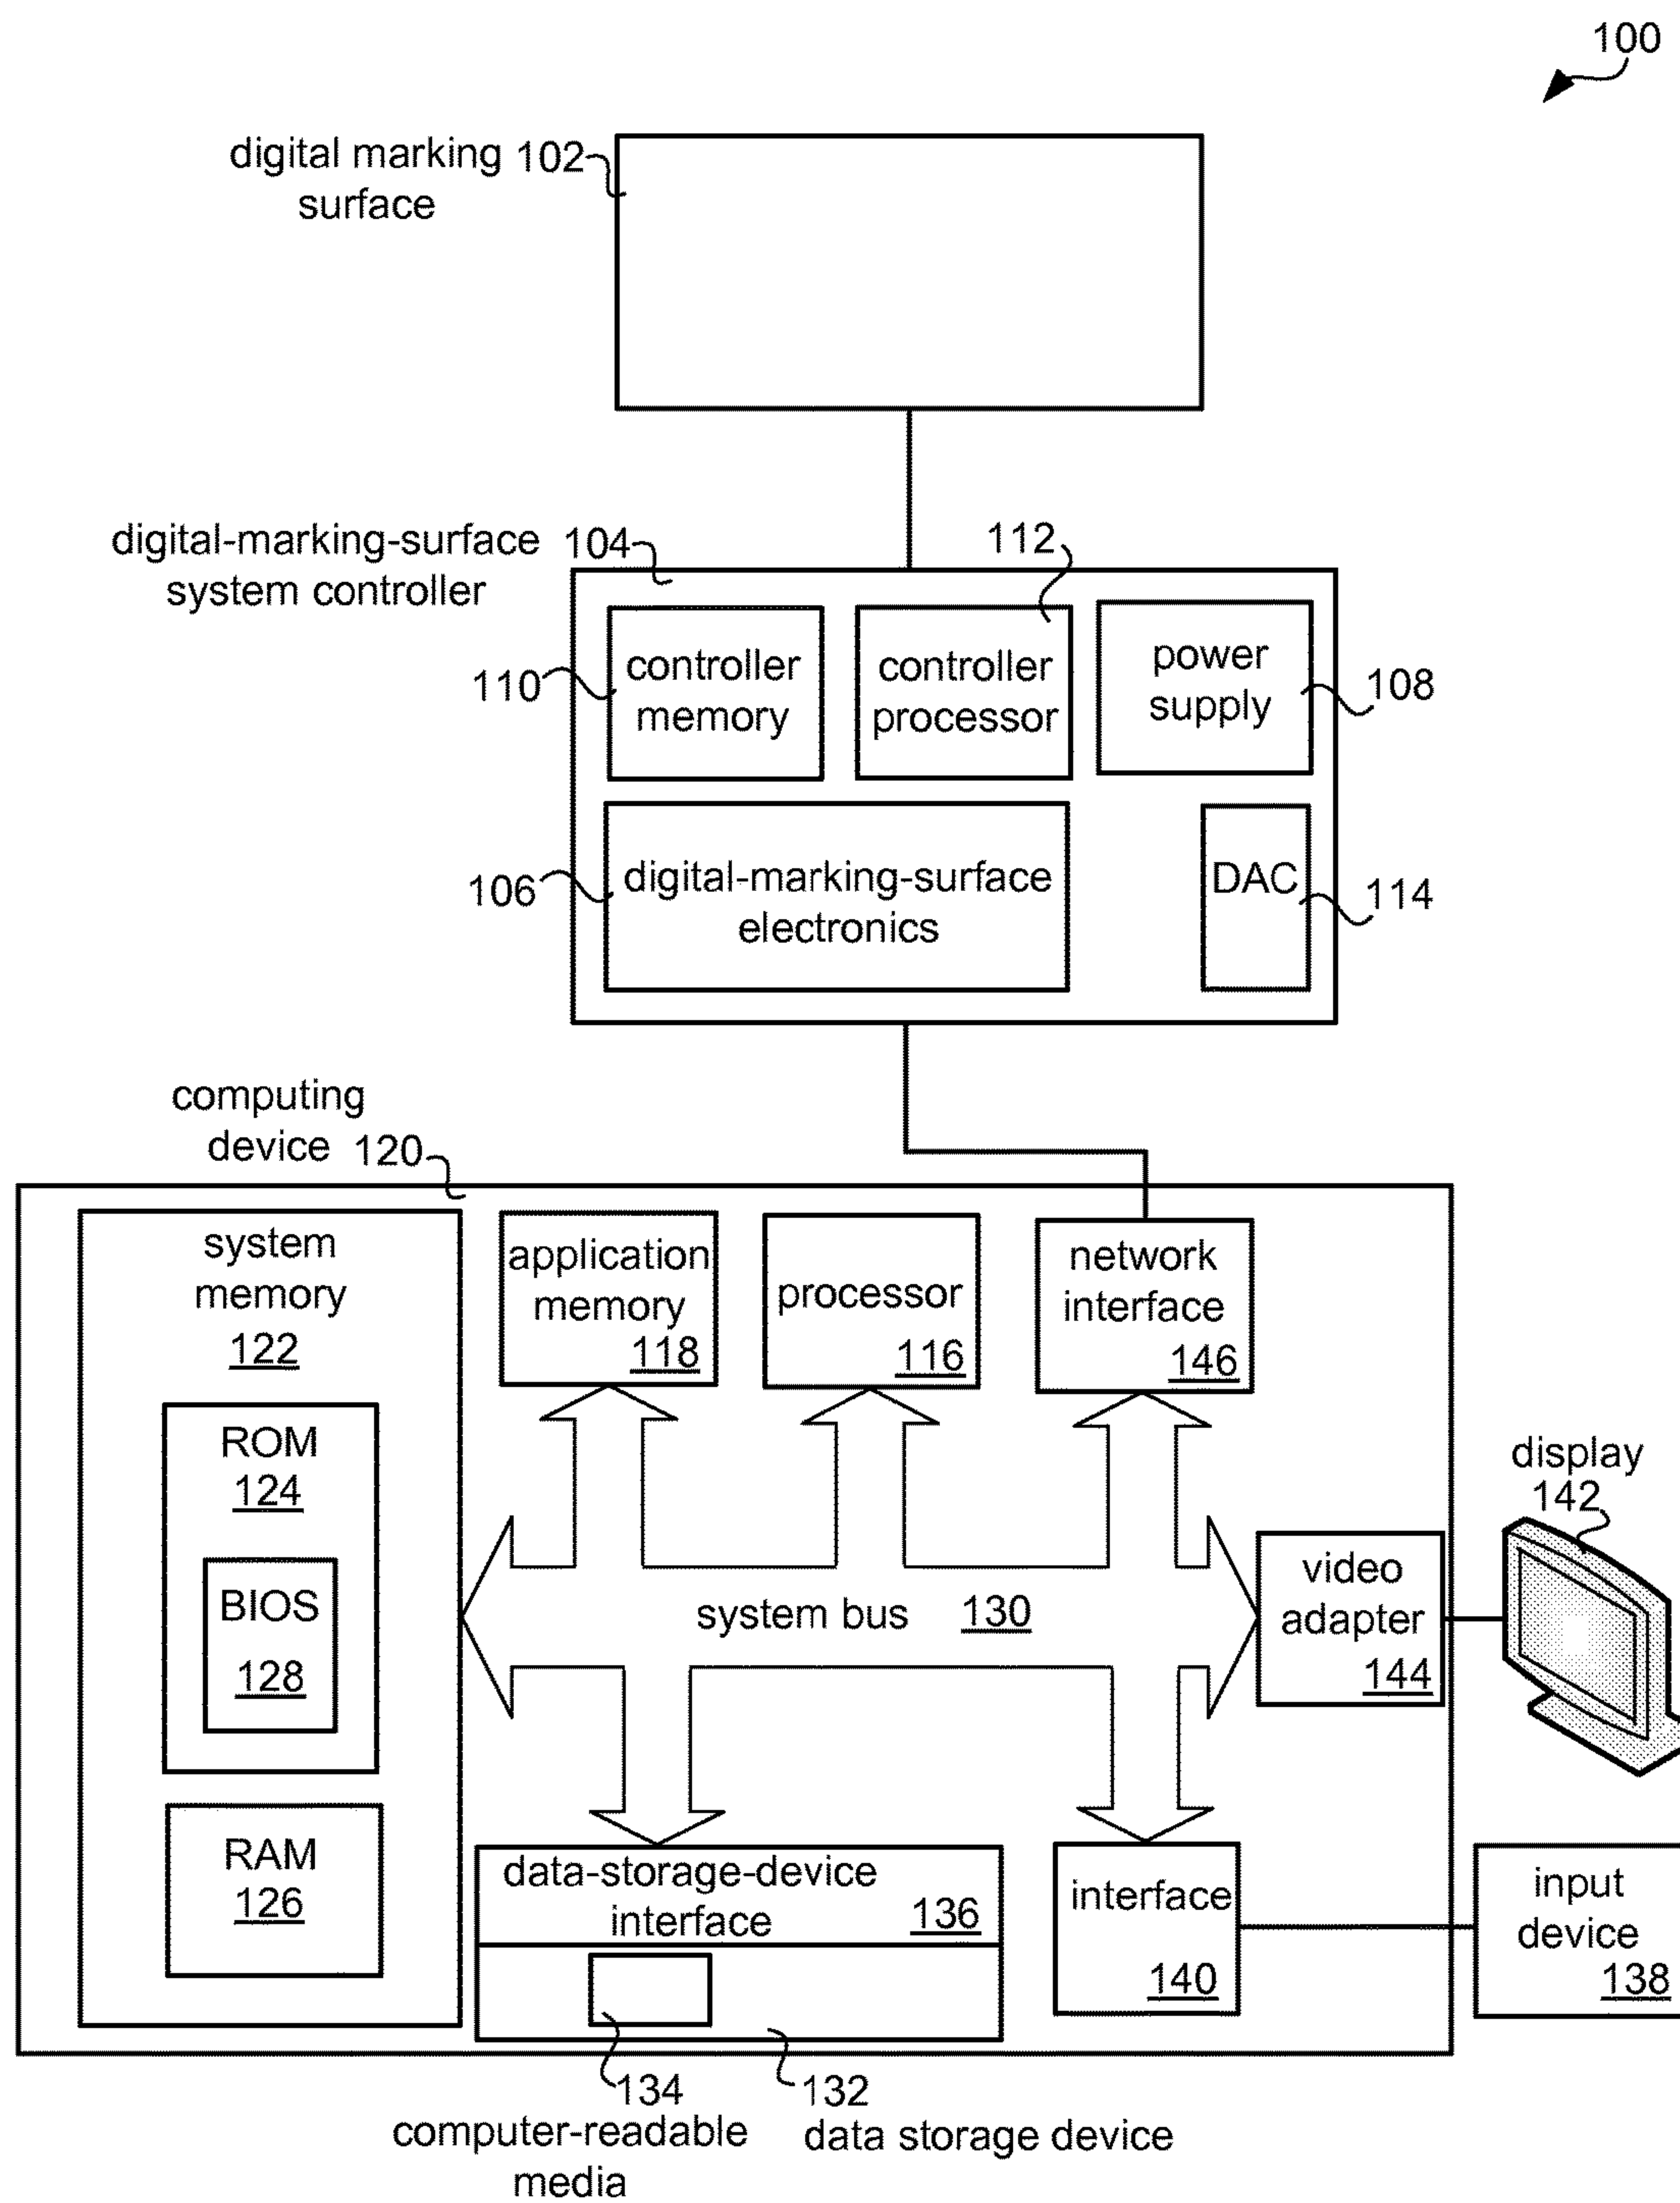 100
digital marking 102
surface
digital-marking-surface 104
system controller
112
controller
memory
110
controller
processor
power
supply
108
106
digital-marking-surface
electronics
DAC
114
computing
device 120
system
memory
122
ROM
124
BIOS
128
RAM
126
application
memory
118
processor
116
network
interface
146
system bus 130
video
adapter
144
display
142
data-storage-device
interface 136
interface
140
input
device
138
134
computer-readable
media
132
data storage device